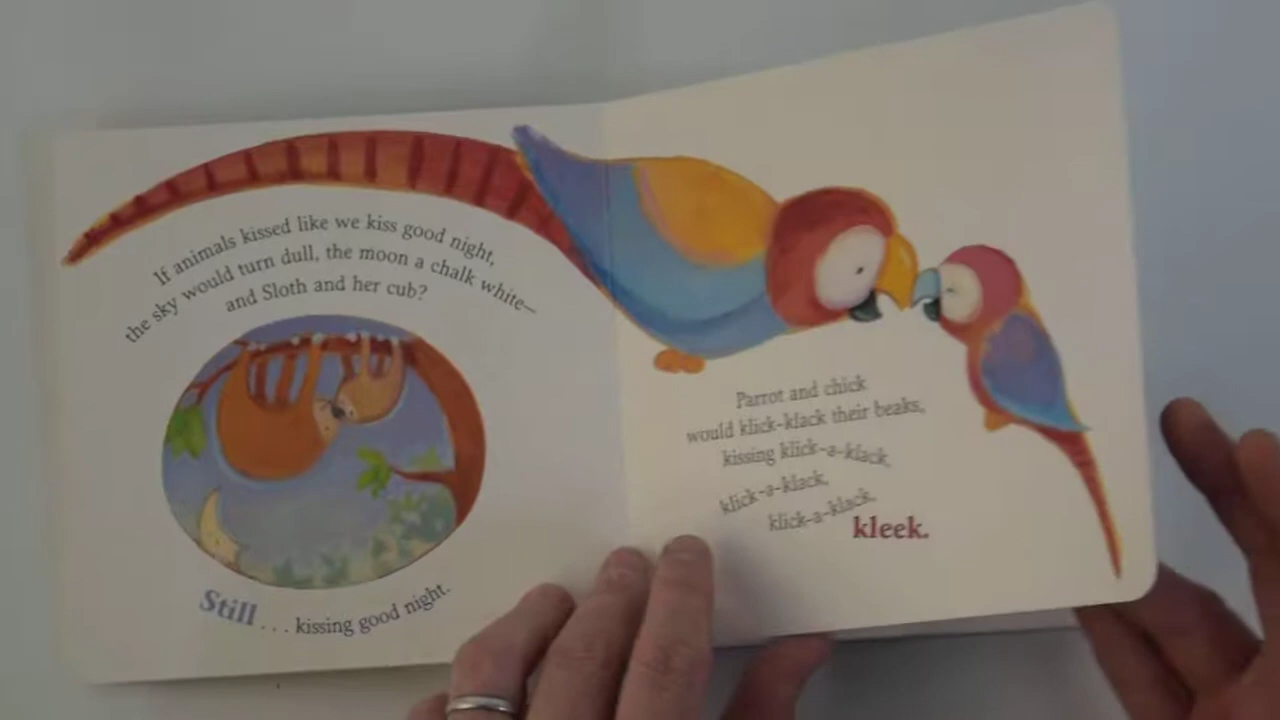 If animals kissed like we kiss good night,
the sky would turn dull, the moon a chalk white—
and Sloth and her cub?
Still . . . kissing good night.
Parrot and chick
would klick-klack their beaks,
kissing klick-a-klack,
klick-a-klack,
klick-a-klack,
kleek.